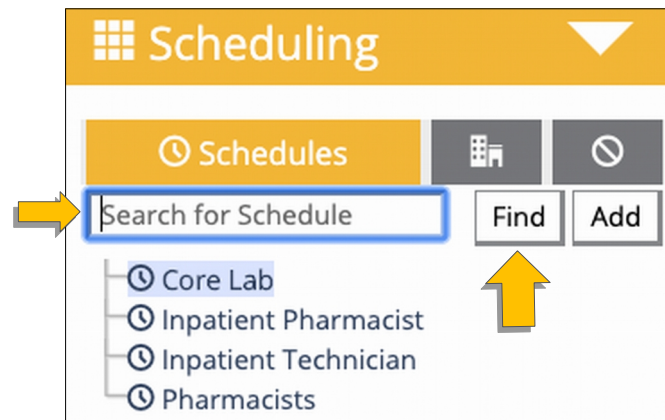 Scheduling
Schedules
Search for Schedule Find Add
Core Lab
Inpatient Pharmacist
Inpatient Technician
Pharmacists